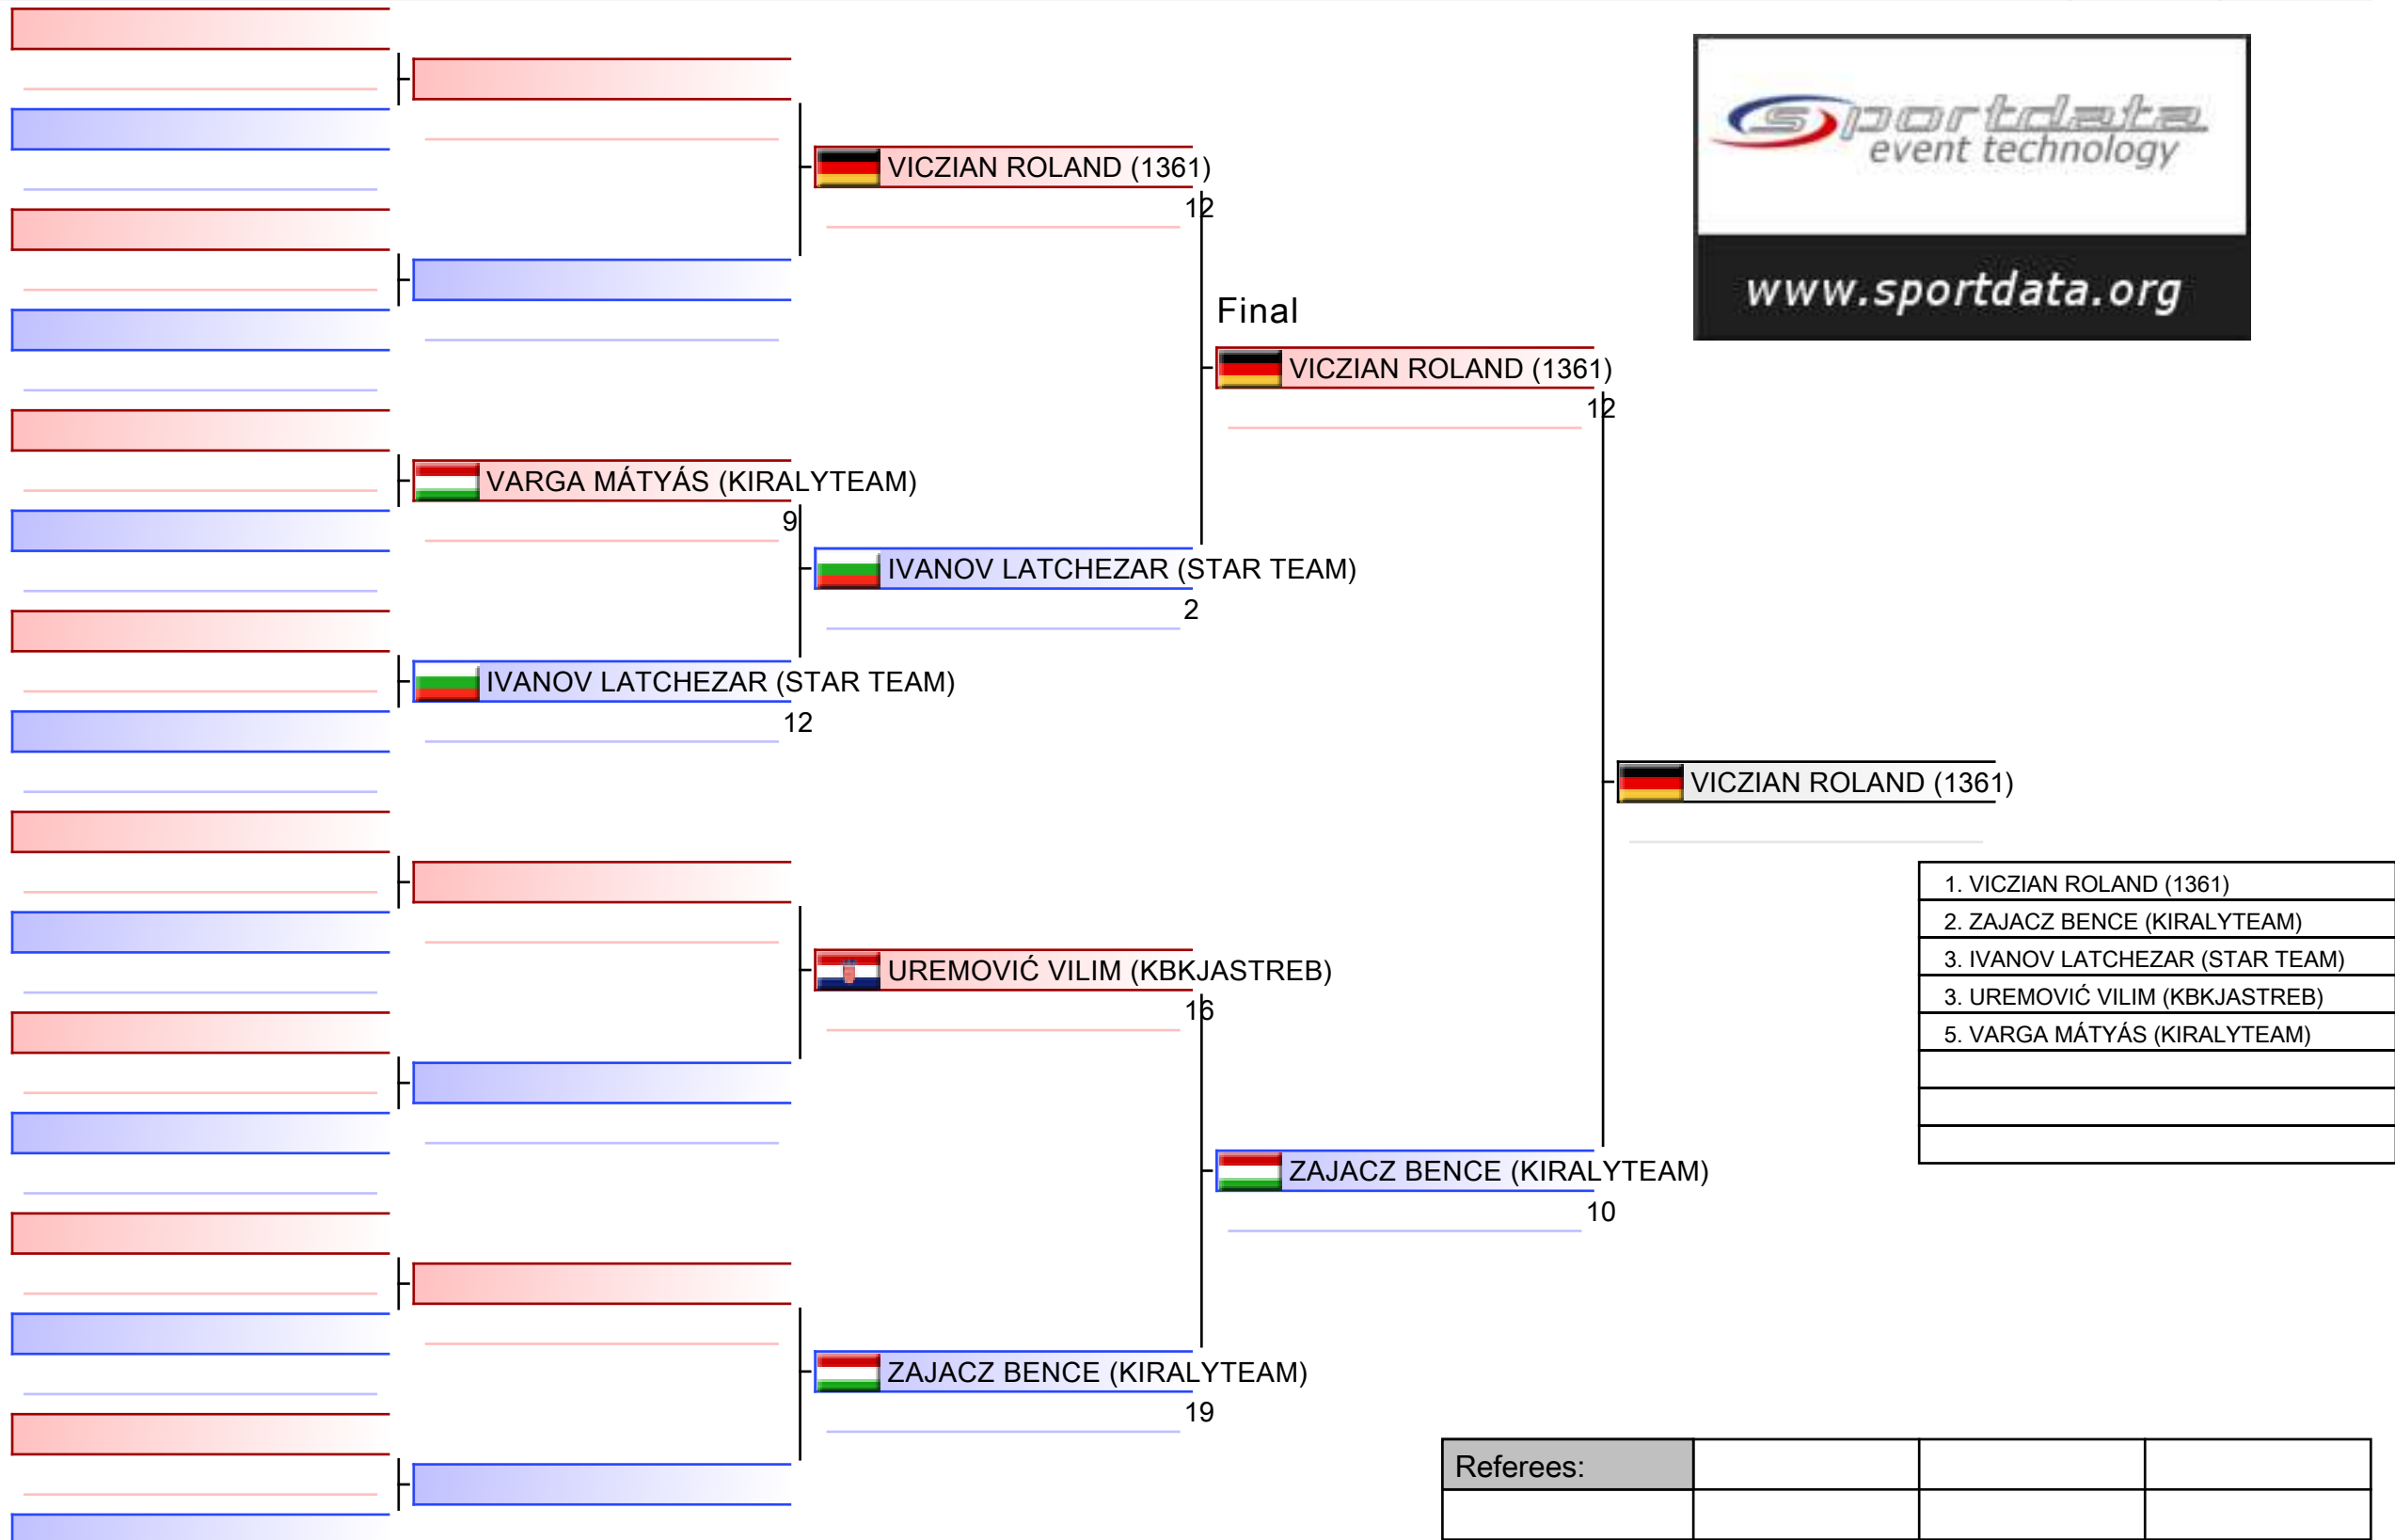 sportdata
event technology
www.sportdata.org
VICZIAN ROLAND (1361)
12
Final
VICZIAN ROLAND (1361)
12
VARGA MÁTYÁS (KIRALYTEAM)
9
IVANOV LATCHEZAR (STAR TEAM)
2
IVANOV LATCHEZAR (STAR TEAM)
12
VICZIAN ROLAND (1361)
1. VICZIAN ROLAND (1361)
2. ZAJACZ BENCE (KIRALYTEAM)
3. IVANOV LATCHEZAR (STAR TEAM)
3. UREMOVIĆ VILIM (KBKJASTREB)
5. VARGA MÁTYÁS (KIRALYTEAM)
UREMOVIĆ VILIM (KBKJASTREB)
16
ZAJACZ BENCE (KIRALYTEAM)
10
ZAJACZ BENCE (KIRALYTEAM)
19
Referees: